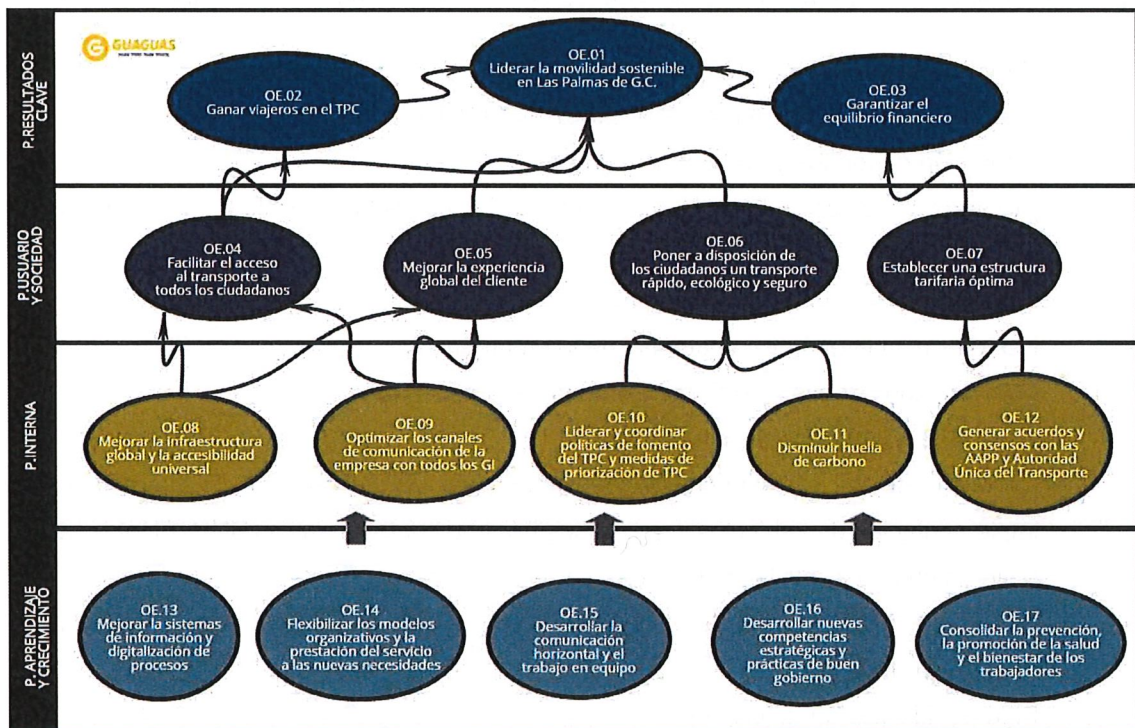 P.RESULTADOS
CLAVE
GUAGUAS
OE.01
Liderar la movilidad sostenible
en Las Palmas de G.C.
OE.02
Ganar viajeros en el TPC
OE.03
Garantizar el
equilibrio financiero
P.USUARIO
Y SOCIEDAD
OE.04
Facilitar el acceso
al transporte a
todos los ciudadanos
OE.05
Mejorar la experiencia
global del cliente
OE.06
Poner a disposición de
los ciudadanos un transporte
rápido, ecológico y seguro
OE.07
Establecer una estructura
tarifaria óptima
P.INTERNA
OE.08
Mejorar la infraestructura
global y la accesibilidad
universal
OE.09
Optimizar los canales
de comunicación de la
empresa con todos los GI
OE.10
Liderar y coordinar
políticas de fomento
del TPC y medidas de
priorización de TPC
OE.11
Disminuir huella
de carbono
OE.12
Generar acuerdos y
consensos con las
AAPP y Autoridad
Única del Transporte
P. APRENDIZAJE
Y CRECIMIENTO
OE.13
Mejorar la sistemas
de información y
digitalización de
procesos
OE.14
Flexibilizar los modelos
organizativos y la
prestación del servicio
a las nuevas necesidades
OE.15
Desarrollar la
comunicación
horizontal y el
trabajo en equipo
OE.16
Desarrollar nuevas
competencias
estratégicas y
prácticas de buen
gobierno
OE.17
Consolidar la prevención,
la promoción de la salud
y el bienestar de los
trabajadores